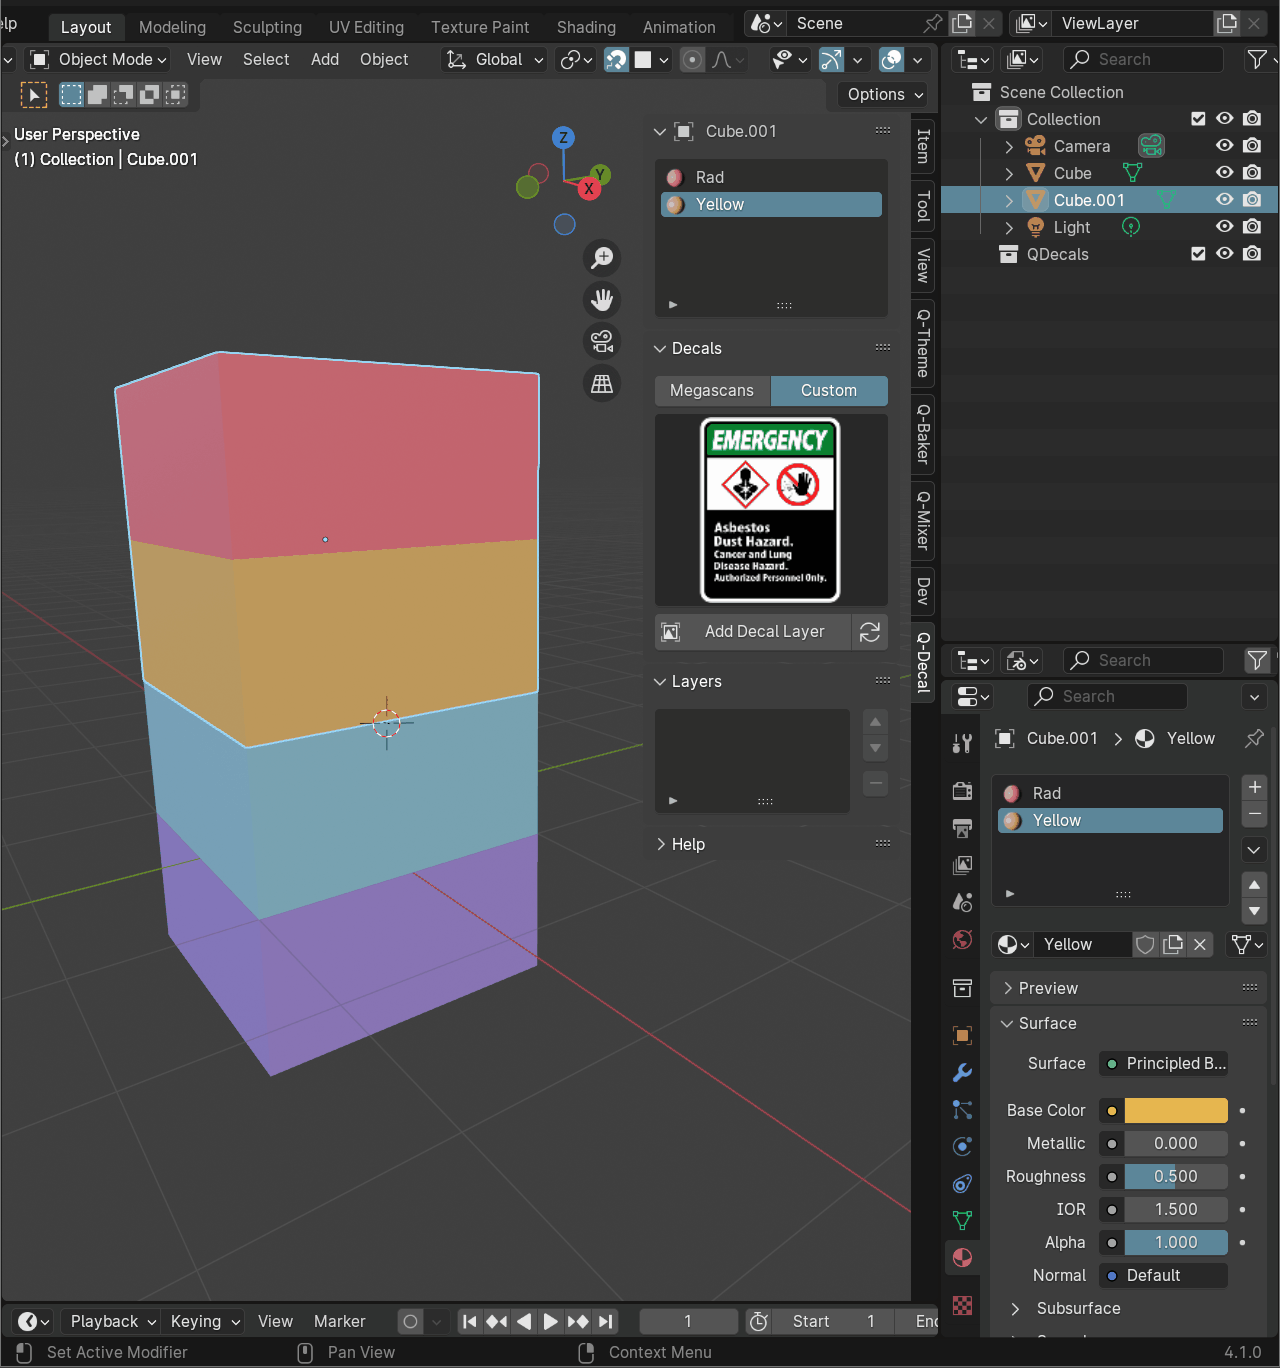 elp
Layout
Modeling
Sculpting
UV Editing
Texture Paint
Shading
Animation
Scene
ViewLayer
Object Mode
View
Select
Add
Object
Global
Search
Options
User Perspective
(1) Collection | Cube.001
Z
Y
X
Cube.001
Rad
Yellow
Decals
Megascans
Custom
EMERGENCY
Asbestos
Dust Hazard.
Cancer and Lung
Disease Hazard.
Authorized Personnel Only.
Add Decal Layer
Layers
Help
Item
Tool
View
Q-Theme
Q-Baker
Q-Mixer
Dev
Q-Decal
Scene Collection
Collection
Camera
Cube
Cube.001
Light
QDecals
Search
Search
Cube.001
Yellow
Rad
Yellow
Yellow
Preview
Surface
Surface
Principled B...
Base Color
Metallic
0.000
Roughness
0.500
IOR
1.500
Alpha
1.000
Normal
Default
Subsurface
Playback
Keying
View
Marker
1
Start
1
Enc
Set Active Modifier
Pan View
Context Menu
4.1.0